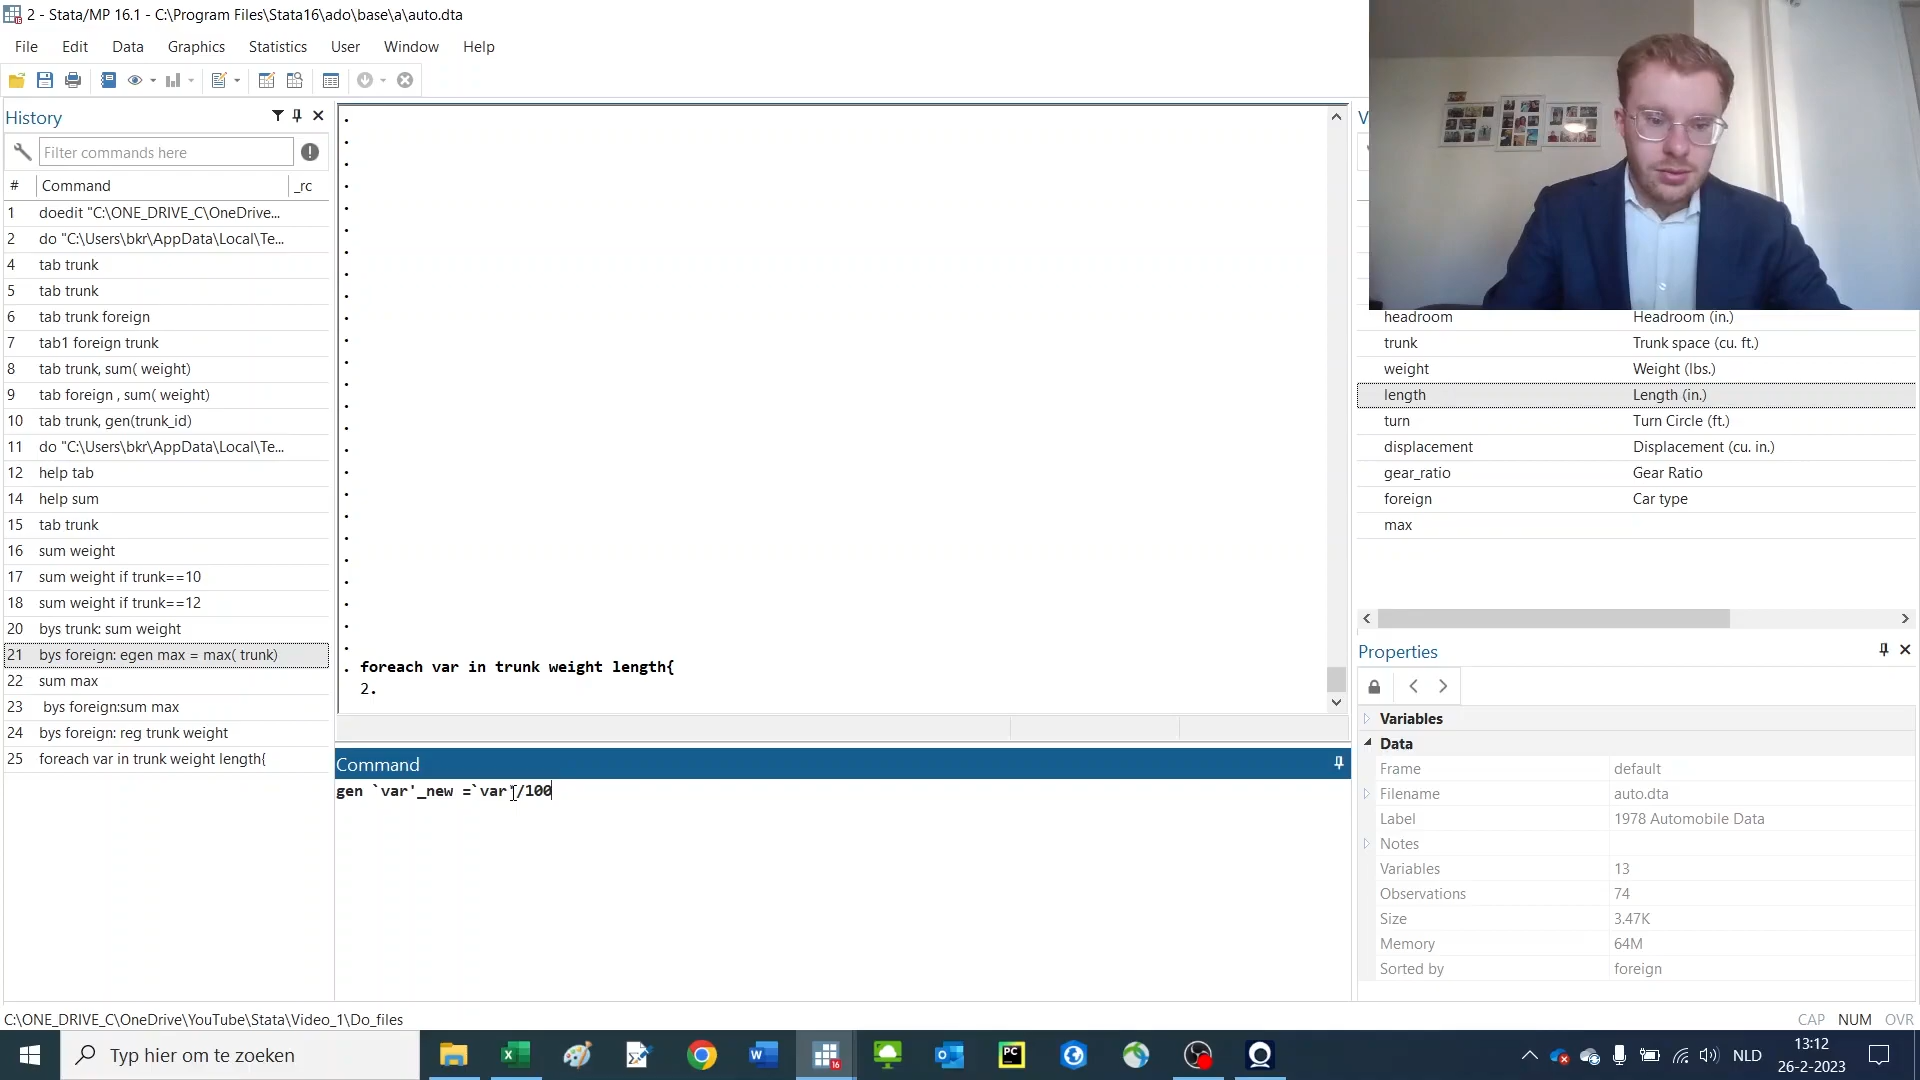 2 - Stata/MP 16.1 - C:\Program Files\Stata16\ado\base\a\auto.dta
File Edit Data Graphics Statistics User Window Help
History
Filter commands here
# Command _rc
1 doedit "C:\ONE_DRIVE_C\OneDrive...
2 do "C:\Users\bkr\AppData\Local\Te...
4 tab trunk
5 tab trunk
6 tab trunk foreign
7 tab1 foreign trunk
8 tab trunk, sum( weight)
9 tab foreign , sum( weight)
10 tab trunk, gen(trunk_id)
11 do "C:\Users\bkr\AppData\Local\Te...
12 help tab
14 help sum
15 tab trunk
16 sum weight
17 sum weight if trunk==10
18 sum weight if trunk==12
20 bys trunk: sum weight
21 bys foreign: egen max = max( trunk)
22 sum max
23 bys foreign:sum max
24 bys foreign: reg trunk weight
25 foreach var in trunk weight length{
. foreach var in trunk weight length{
2.
Command
gen `var'_new =`var'/100
V
headroom Headroom (in.)
trunk Trunk space (cu. ft.)
weight Weight (lbs.)
length Length (in.)
turn Turn Circle (ft.)
displacement Displacement (cu. in.)
gear_ratio Gear Ratio
foreign Car type
max
Properties
Variables
Data
Frame default
Filename auto.dta
Label 1978 Automobile Data
Notes
Variables 13
Observations 74
Size 3.47K
Memory 64M
Sorted by foreign
C:\ONE_DRIVE_C\OneDrive\YouTube\Stata\Video_1\Do_files
CAP NUM OVR
Typ hier om te zoeken
NLD
13:12
26-2-2023